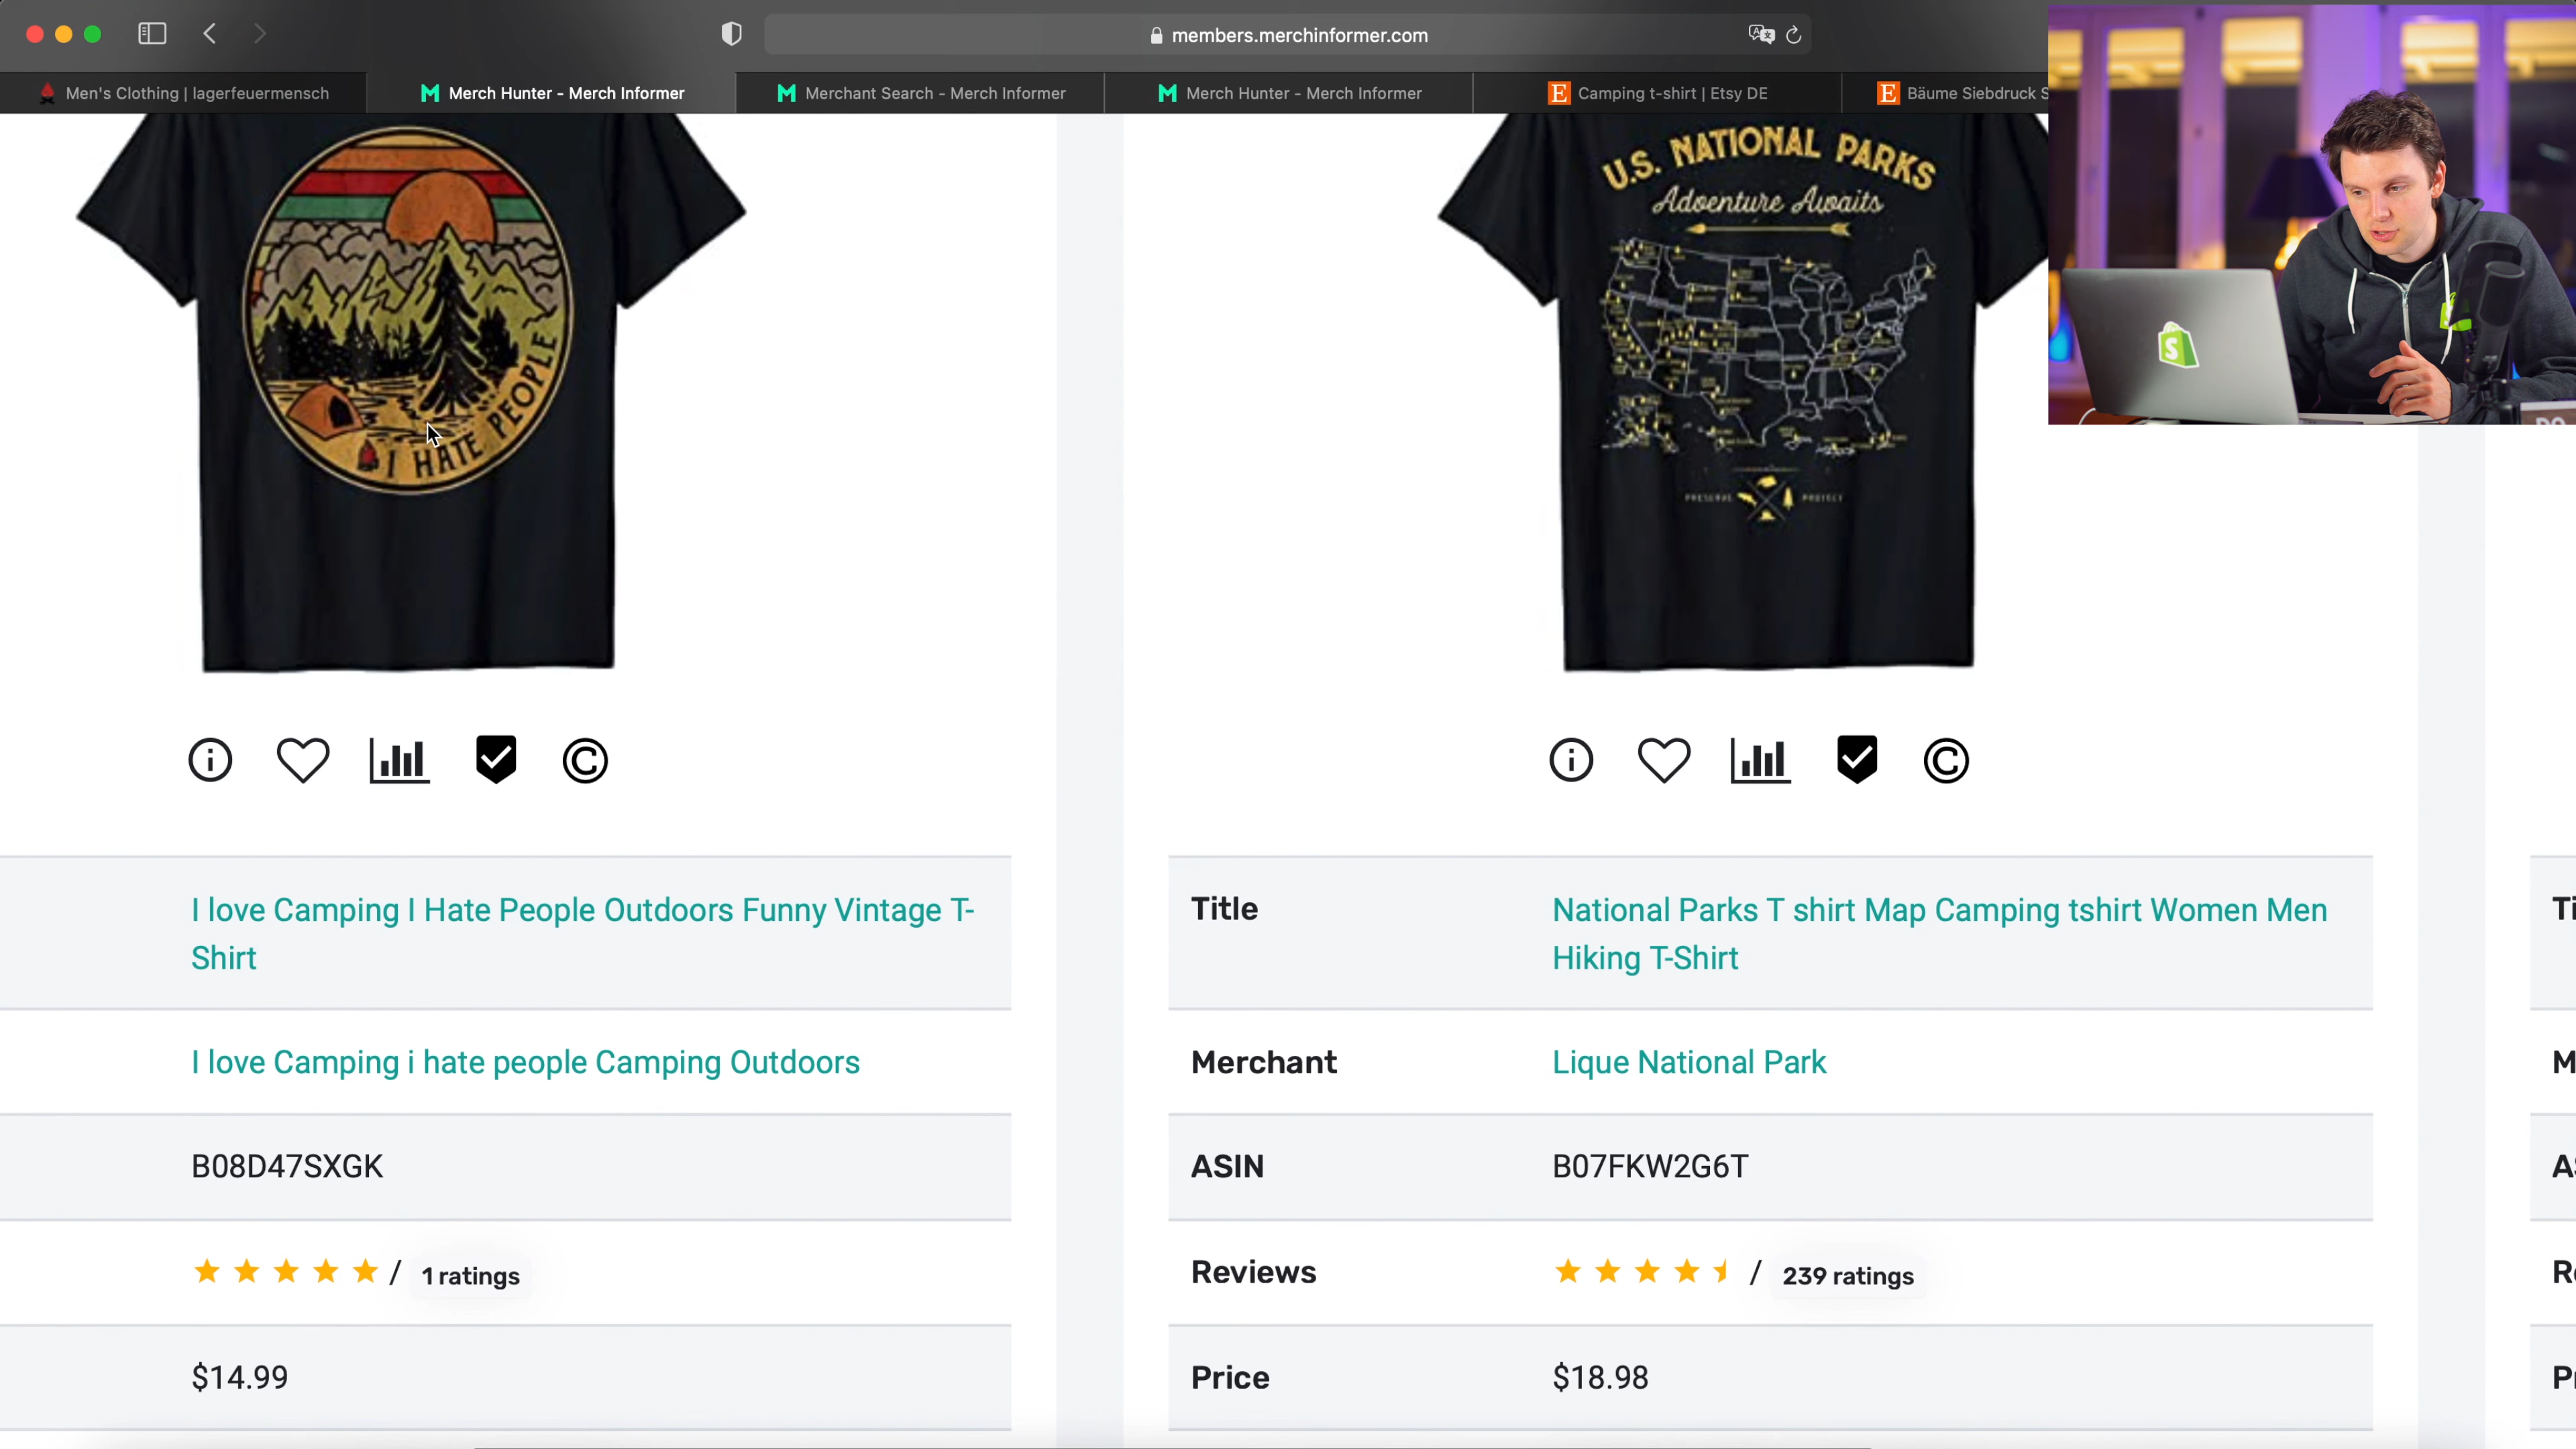 members.merchinformer.com
Men's Clothing | lagerfeuermensch
Merch Hunter - Merch Informer
Merchant Search - Merch Informer
Merch Hunter - Merch Informer
Camping t-shirt | Etsy DE
Bäume Siebdruck S
I HATE PEOPLE
U.S. NATIONAL PARKS
Adventure Awaits
PRESERVE PROTECT
I love Camping I Hate People Outdoors Funny Vintage T-
Shirt
I love Camping i hate people Camping Outdoors
B08D47SXGK
/ 1 ratings
$14.99
Title National Parks T shirt Map Camping tshirt Women Men
Hiking T-Shirt
Merchant Lique National Park
ASIN B07FKW2G6T
Reviews / 239 ratings
Price $18.98